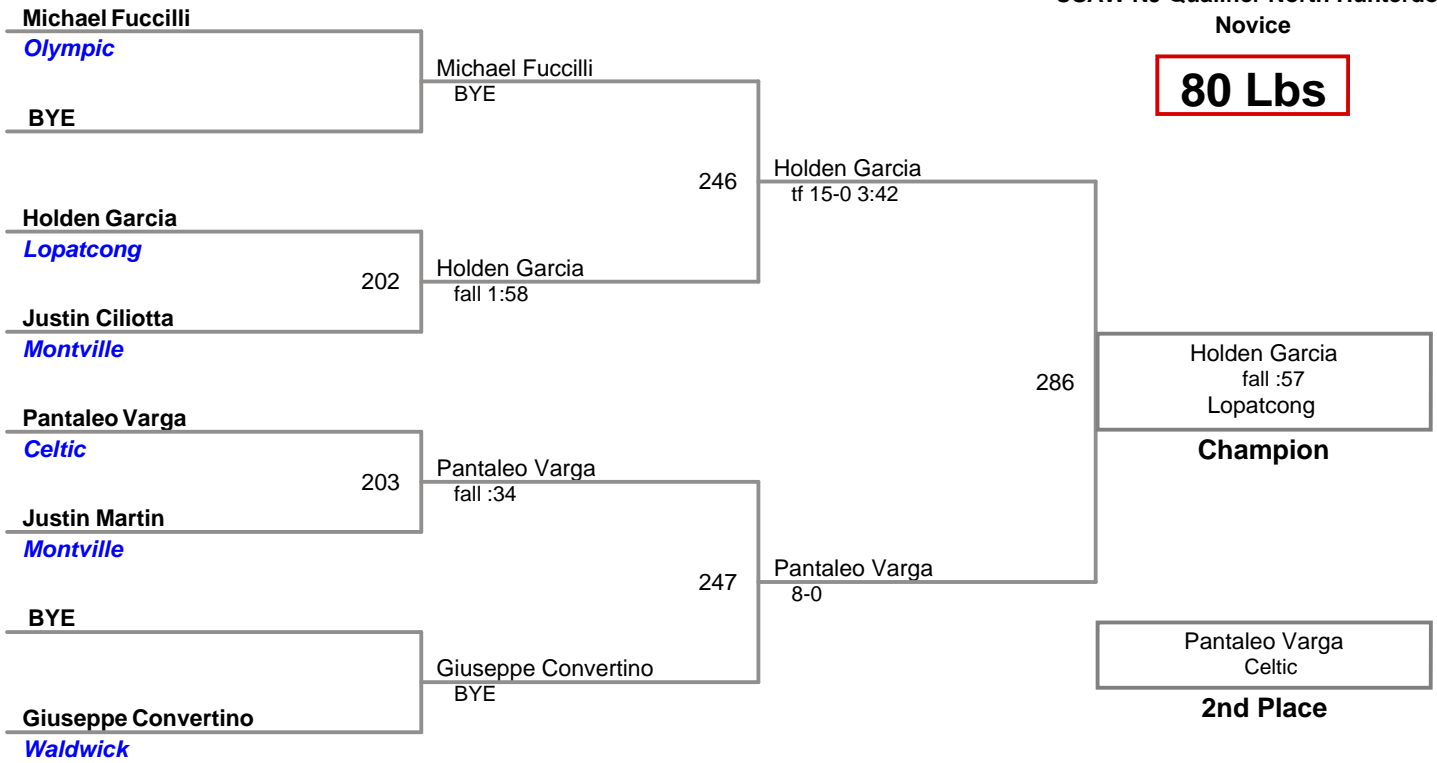 Novice
80 Lbs
Michael Fuccilli
Olympic
BYE
Holden Garcia
Lopatcong
Justin Ciliotta
Montville
Pantaleo Varga
Celtic
Justin Martin
Montville
BYE
Giuseppe Convertino
Waldwick
202
203
Michael Fuccilli
BYE
Holden Garcia
fall 1:58
Pantaleo Varga
fall :34
Giuseppe Convertino
BYE
246
247
Holden Garcia
tf 15-0 3:42
Pantaleo Varga
8-0
286
Holden Garcia
fall :57
Lopatcong
Champion
Pantaleo Varga
Celtic
2nd Place